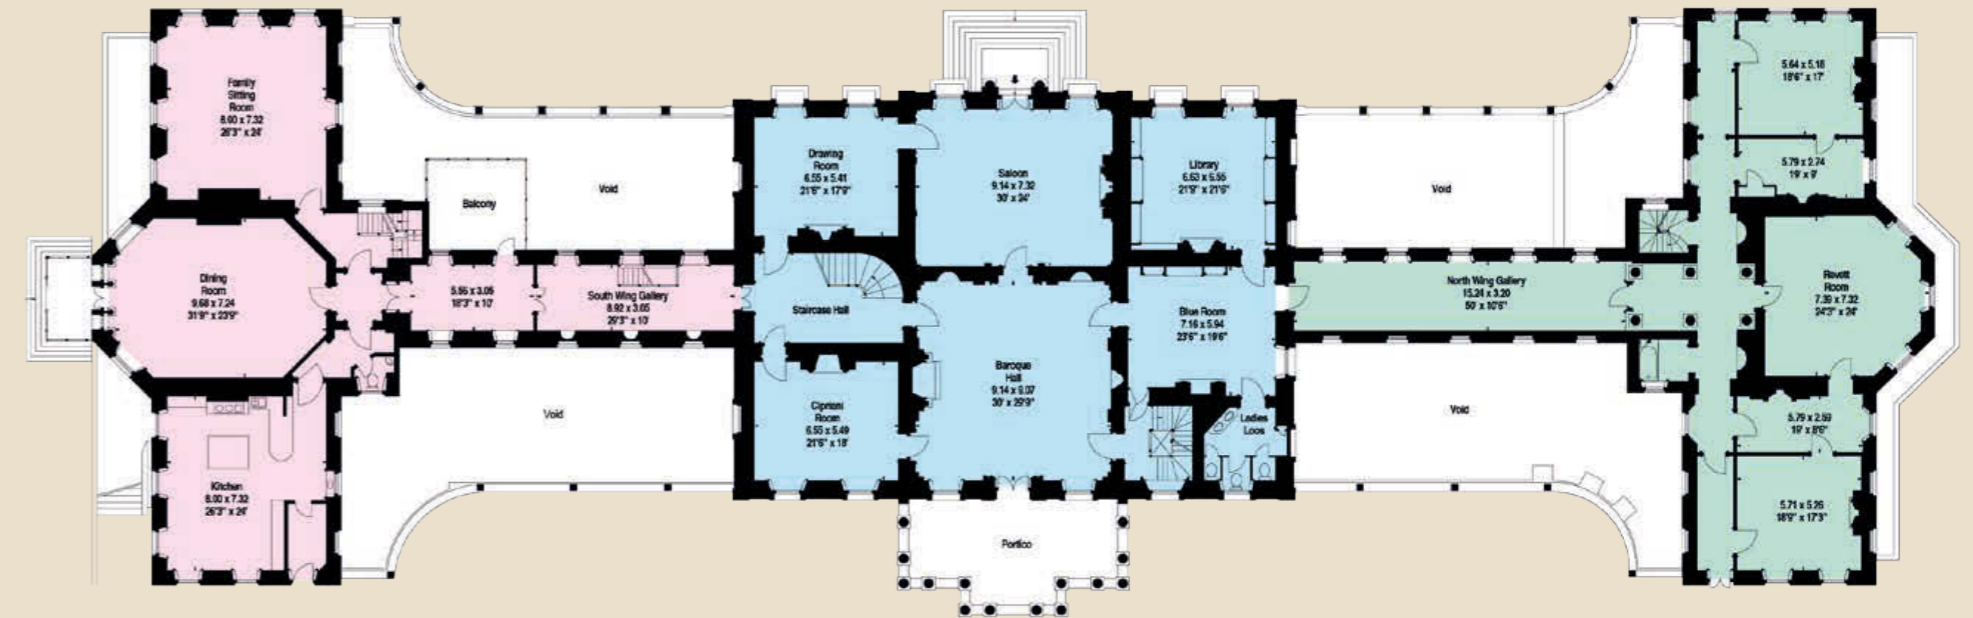 Family
Sitting
Room
8.00 x 7.32
26'3" x 24'
Dining
Room
9.68 x 7.24
31'9" x 23'9"
Kitchen
8.00 x 7.32
26'3" x 24'
Balcony
Void
5.56 x 3.05
18'3" x 10'
South Wing Gallery
8.92 x 3.05
29'3" x 10'
Void
Drawing
Room
6.55 x 5.41
21'6" x 17'9"
Staircase Hall
Cipriani
Room
6.55 x 5.49
21'6" x 18'
Saloon
9.14 x 7.32
30' x 24'
Baroque
Hall
9.14 x 9.07
30' x 29'9"
Portico
Library
6.63 x 6.55
21'9" x 21'6"
Blue Room
7.16 x 5.94
23'6" x 19'6"
Ladies
Loos
Void
North Wing Gallery
15.24 x 3.20
50' x 10'6"
Void
5.64 x 5.18
18'6" x 17'
5.79 x 2.74
19' x 9'
Revett
Room
7.39 x 7.32
24'3" x 24'
5.79 x 2.59
19' x 8'6"
5.71 x 5.26
18'9" x 17'3"